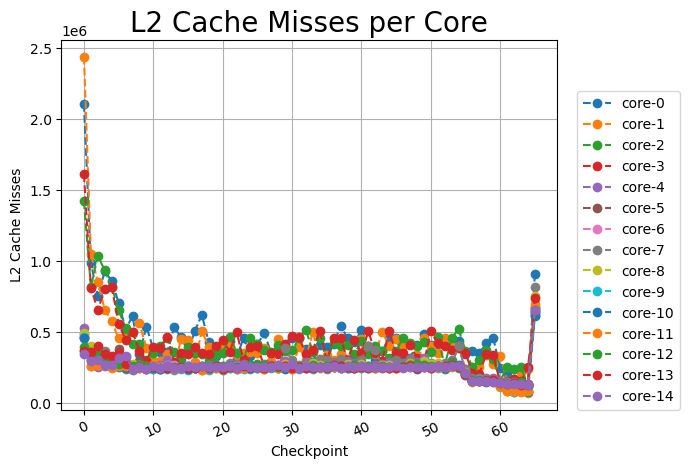 L2 Cache Misses per Core
1e6
2.5
2.0
1.5
1.0
0.5
0.0
L2 Cache Misses
0
10
20
30
40
50
60
Checkpoint
core-0
core-1
core-2
core-3
core-4
core-5
core-6
core-7
core-8
core-9
core-10
core-11
core-12
core-13
core-14